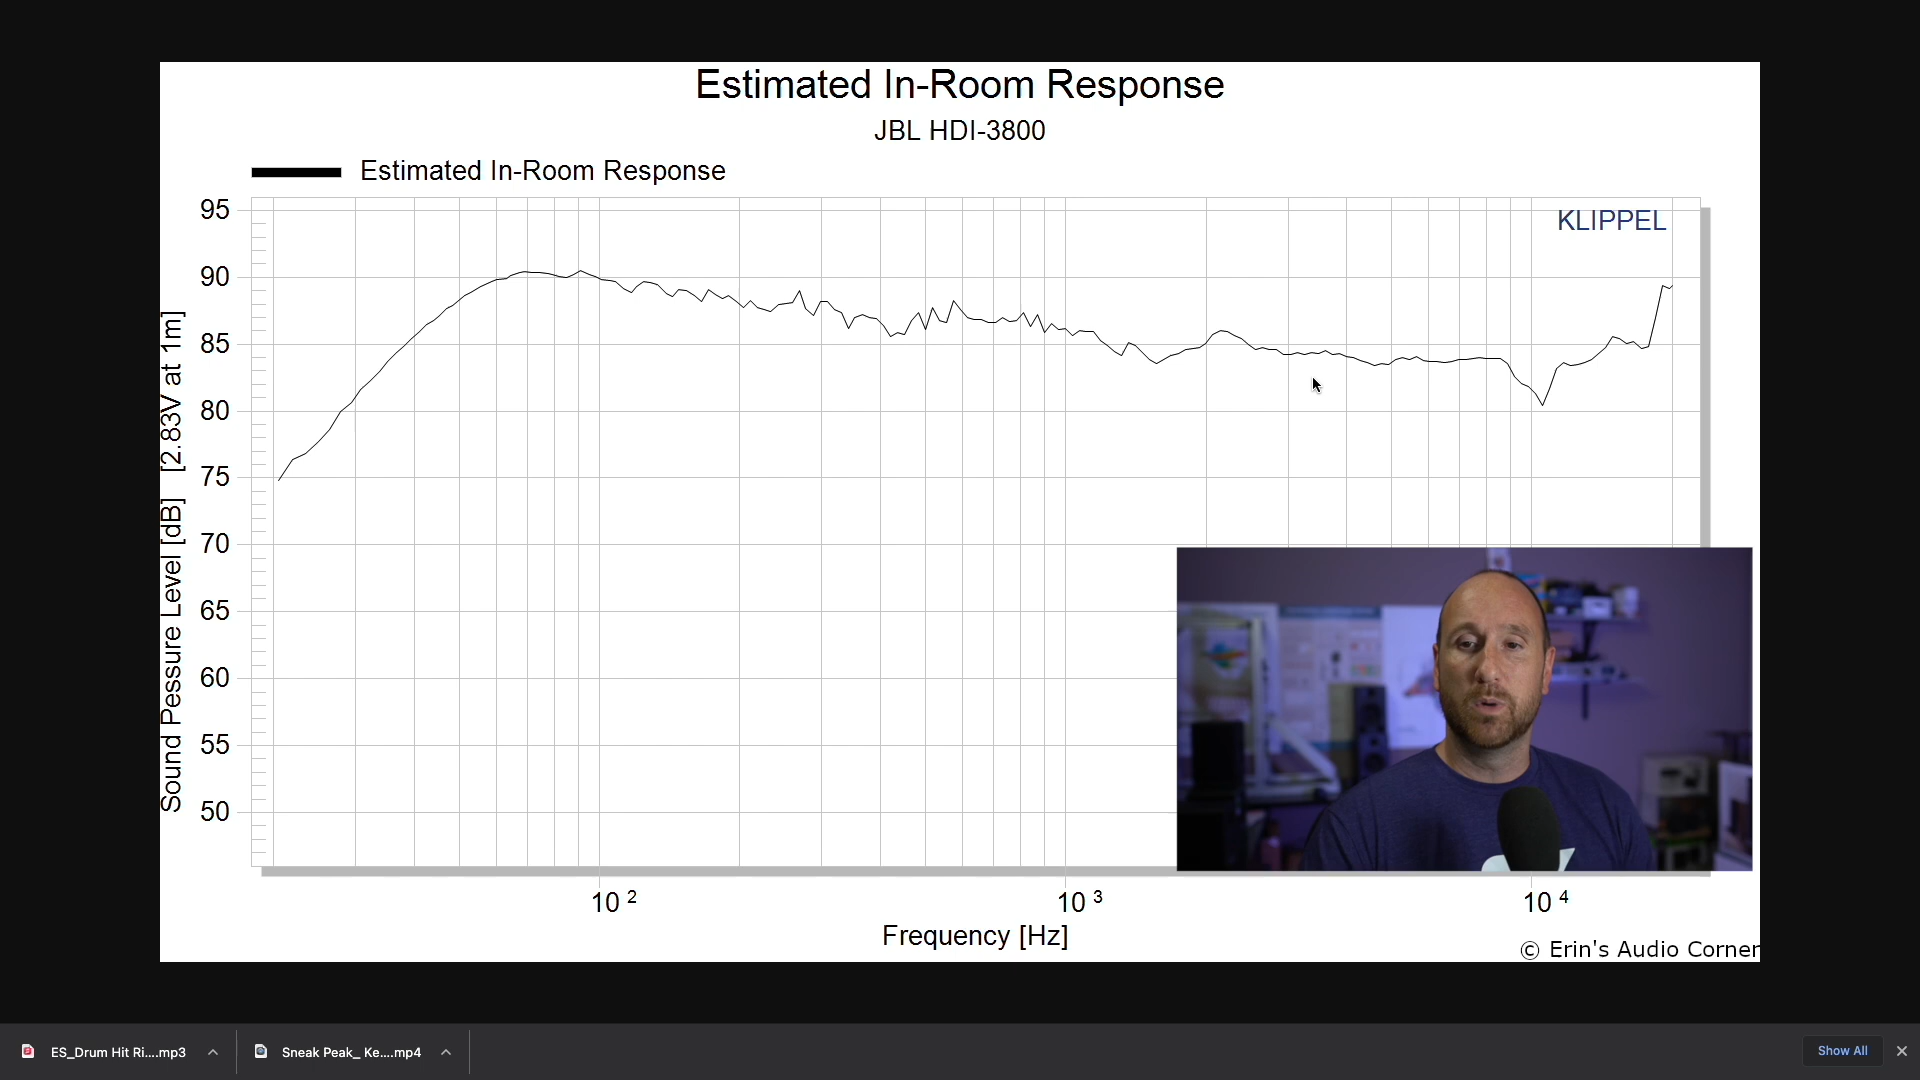 Estimated In-Room Response
JBL HDI-3800
Estimated In-Room Response
KLIPPEL
95
90
85
80
75
70
65
60
55
50
Sound Pessure Level [dB] [2.83V at 1m]
10 2
10 3
10 4
Frequency [Hz]
© Erin's Audio Corner
ES_Drum Hit Ri....mp3
Sneak Peak_ Ke....mp4
Show All